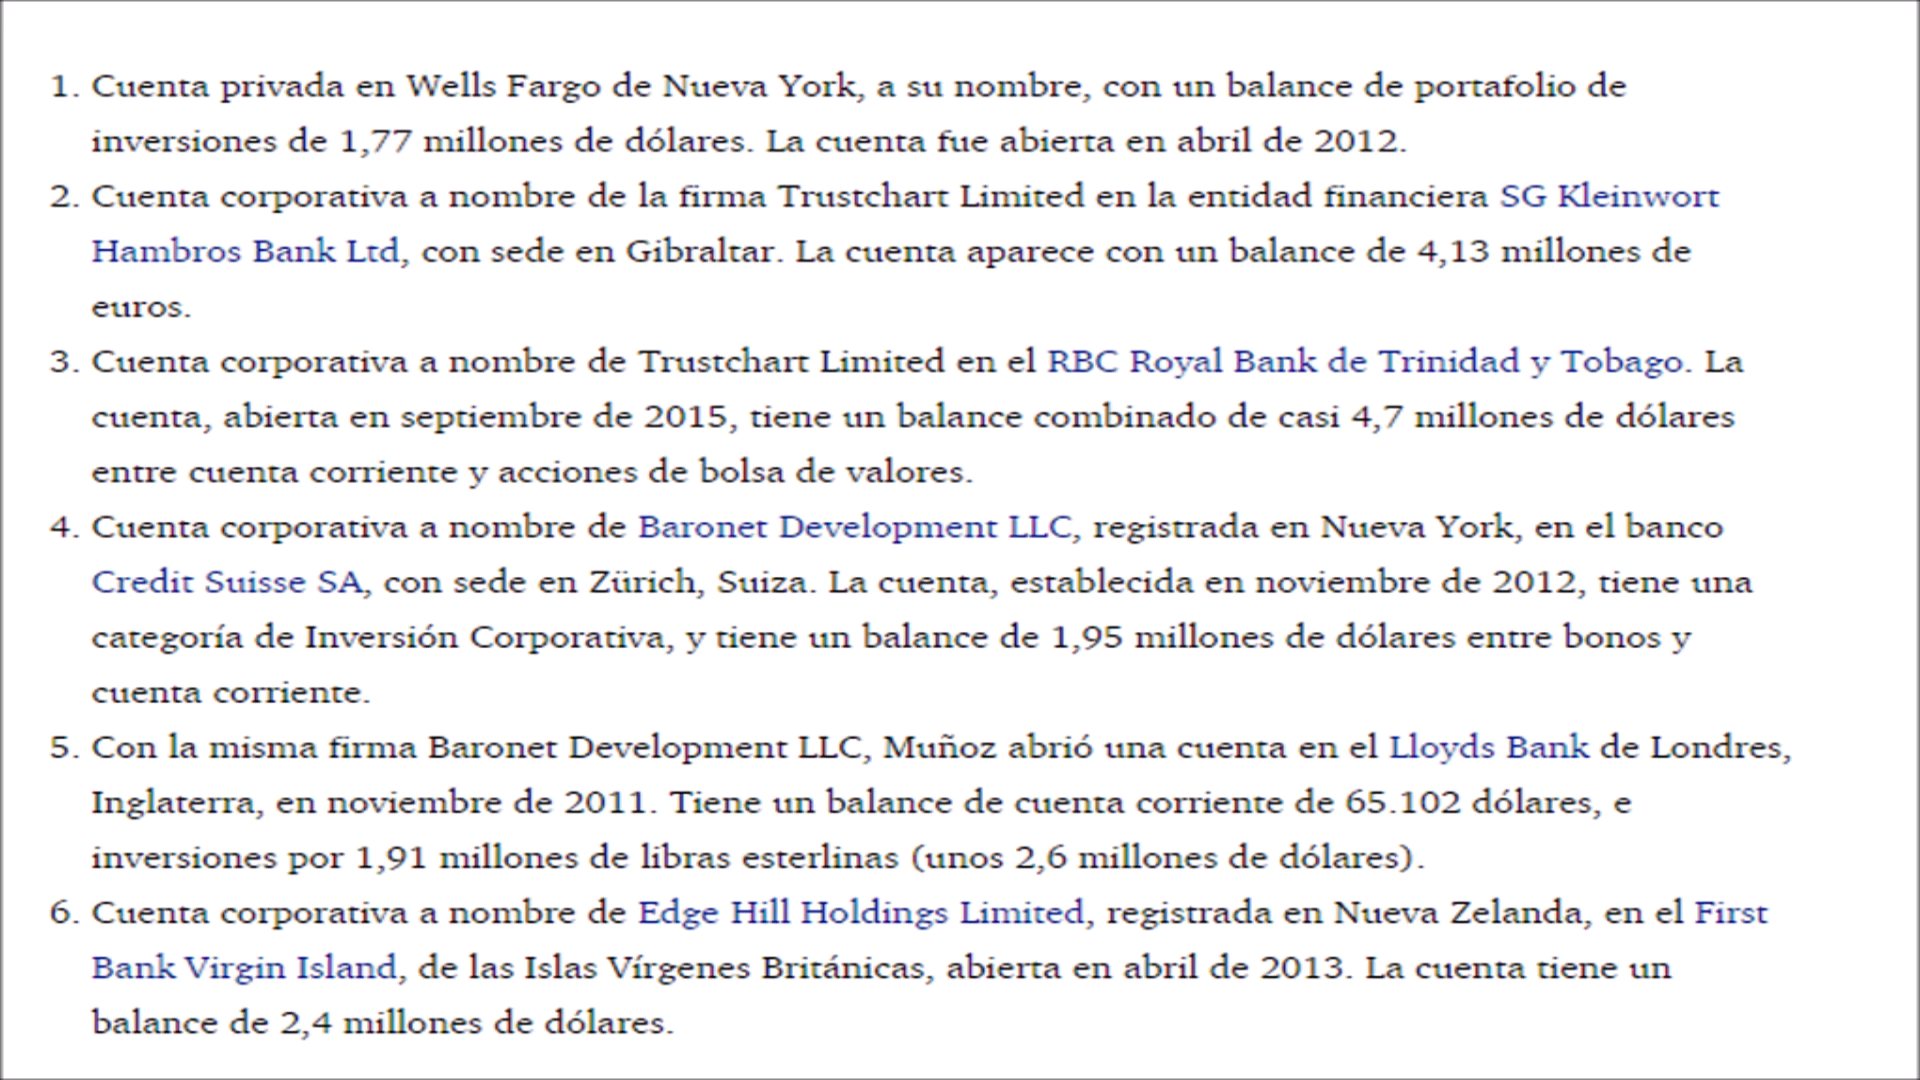 1. Cuenta privada en Wells Fargo de Nueva York, a su nombre, con un balance de portafolio de
inversiones de 1,77 millones de dólares. La cuenta fue abierta en abril de 2012.
2. Cuenta corporativa a nombre de la firma Trustchart Limited en la entidad financiera SG Kleinwort
Hambros Bank Ltd, con sede en Gibraltar. La cuenta aparece con un balance de 4,13 millones de
euros.
3. Cuenta corporativa a nombre de Trustchart Limited en el RBC Royal Bank de Trinidad y Tobago. La
cuenta, abierta en septiembre de 2015, tiene un balance combinado de casi 4,7 millones de dólares
entre cuenta corriente y acciones de bolsa de valores.
4. Cuenta corporativa a nombre de Baronet Development LLC, registrada en Nueva York, en el banco
Credit Suisse SA, con sede en Zürich, Suiza. La cuenta, establecida en noviembre de 2012, tiene una
categoría de Inversión Corporativa, y tiene un balance de 1,95 millones de dólares entre bonos y
cuenta corriente.
5. Con la misma firma Baronet Development LLC, Muñoz abrió una cuenta en el Lloyds Bank de Londres,
Inglaterra, en noviembre de 2011. Tiene un balance de cuenta corriente de 65.102 dólares, e
inversiones por 1,91 millones de libras esterlinas (unos 2,6 millones de dólares).
6. Cuenta corporativa a nombre de Edge Hill Holdings Limited, registrada en Nueva Zelanda, en el First
Bank Virgin Island, de las Islas Vírgenes Británicas, abierta en abril de 2013. La cuenta tiene un
balance de 2,4 millones de dólares.